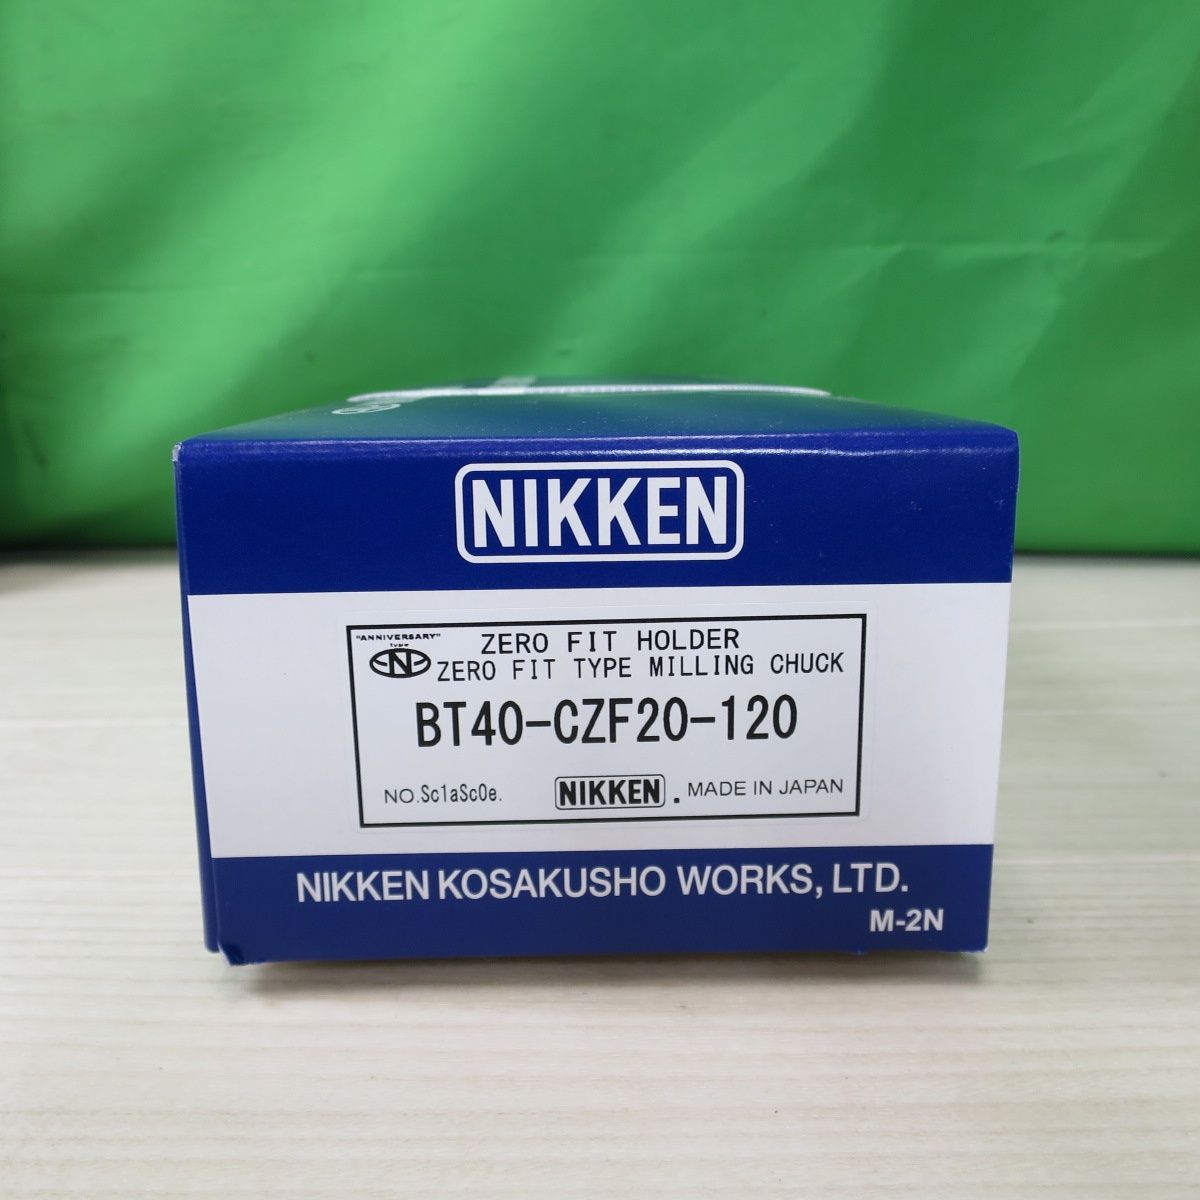 NIKKEN
"ANNIVERSARY"
type
N
ZERO FIT HOLDER
ZERO FIT TYPE MILLING CHUCK
BT40-CZF20-120
NO.Sc1aSc0e.
NIKKEN. MADE IN JAPAN
NIKKEN KOSAKUSHO WORKS, LTD.
M-2N